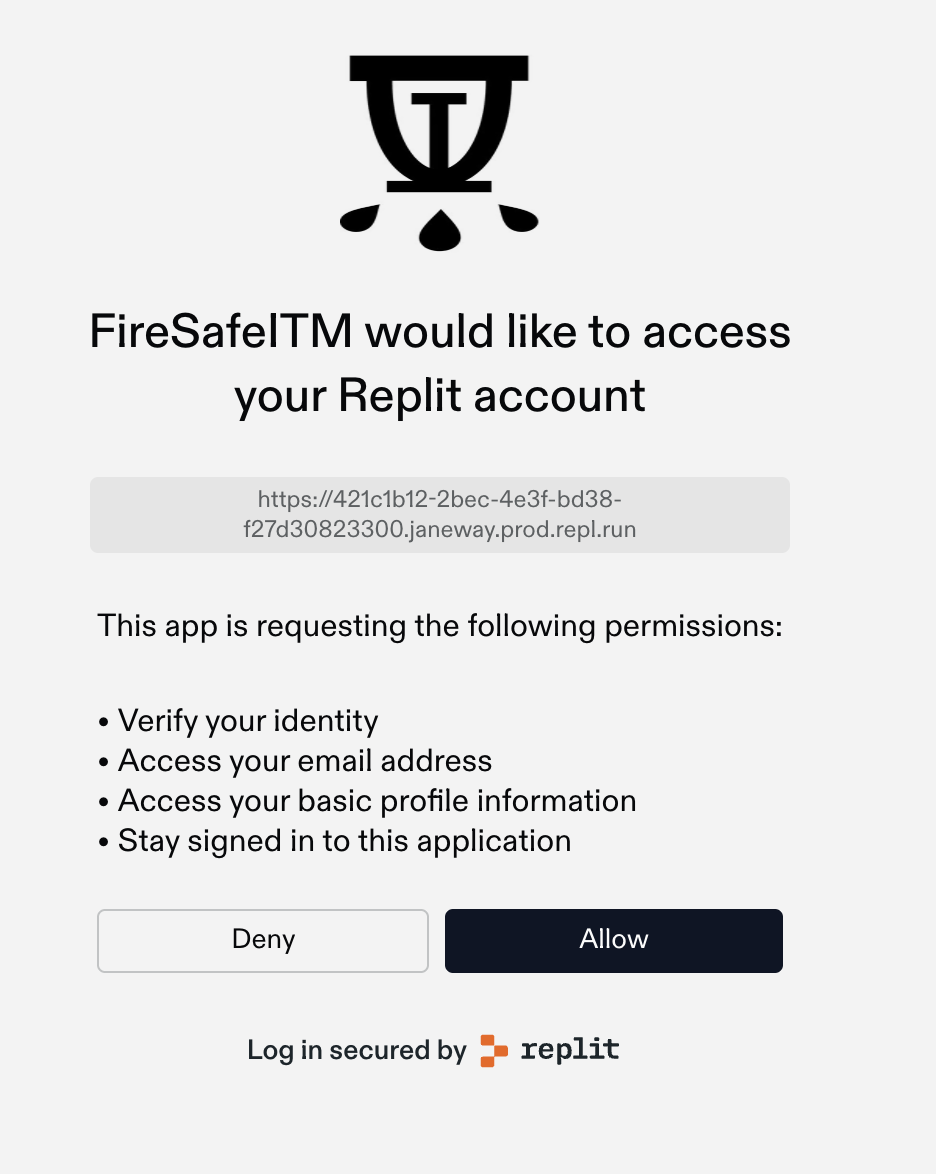 FireSafeITM would like to access
your Replit account
https://421c1b12-2bec-4e3f-bd38-
f27d30823300.janeway.prod.repl.run
This app is requesting the following permissions:
• Verify your identity
• Access your email address
• Access your basic profile information
• Stay signed in to this application
Deny
Allow
Log in secured by replit